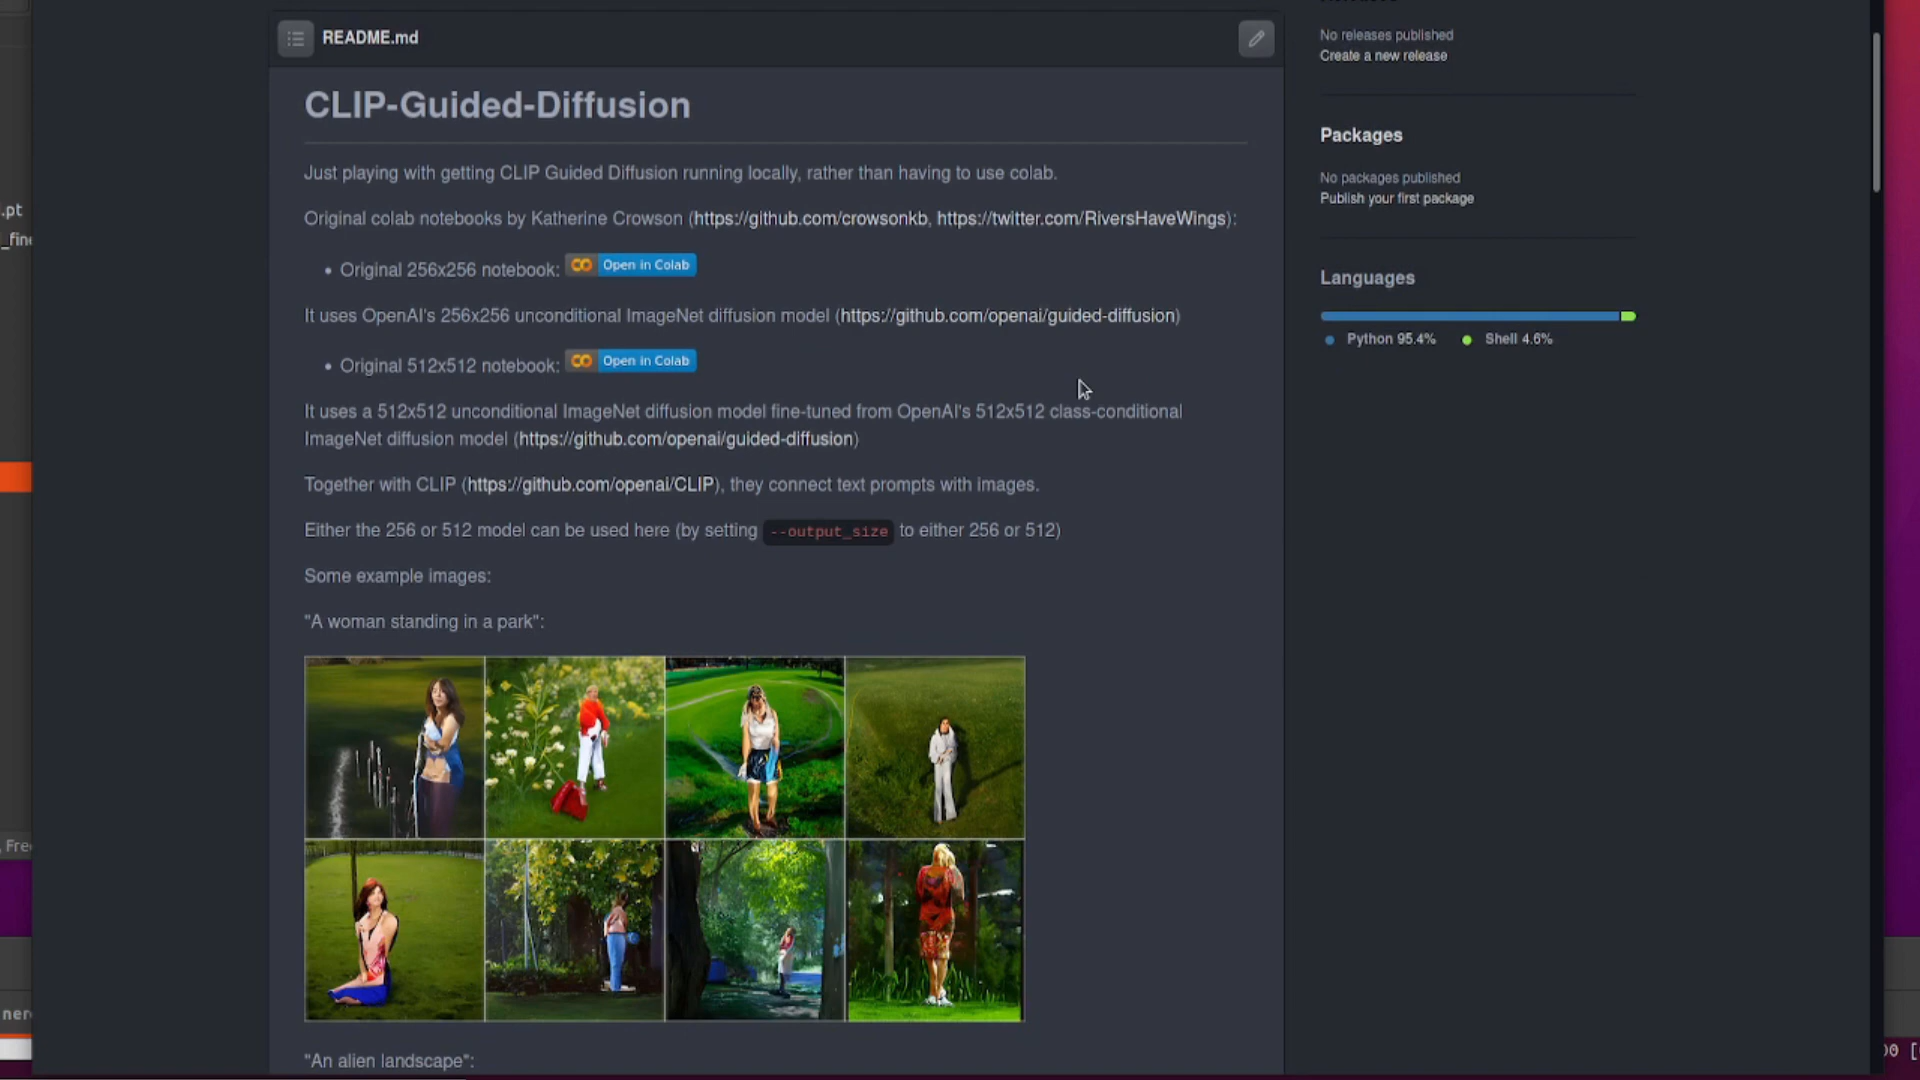 README.md
CLIP-Guided-Diffusion
Just playing with getting CLIP Guided Diffusion running locally, rather than having to use colab.
Original colab notebooks by Katherine Crowson (https://github.com/crowsonkb, https://twitter.com/RiversHaveWings):
• Original 256x256 notebook: Open in Colab
It uses OpenAI's 256x256 unconditional ImageNet diffusion model (https://github.com/openai/guided-diffusion)
• Original 512x512 notebook: Open in Colab
It uses a 512x512 unconditional ImageNet diffusion model fine-tuned from OpenAI's 512x512 class-conditional
ImageNet diffusion model (https://github.com/openai/guided-diffusion)
Together with CLIP (https://github.com/openai/CLIP), they connect text prompts with images.
Either the 256 or 512 model can be used here (by setting --output_size to either 256 or 512)
Some example images:
"A woman standing in a park":
"An alien landscape":
No releases published
Create a new release
Packages
No packages published
Publish your first package
Languages
Python 95.4% Shell 4.6%
.pt
_fine
, Free
nero
00 [